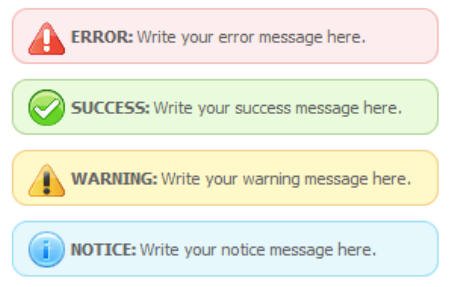 ERROR: Write your error message here.
SUCCESS: Write your success message here.
WARNING: Write your warning message here.
NOTICE: Write your notice message here.